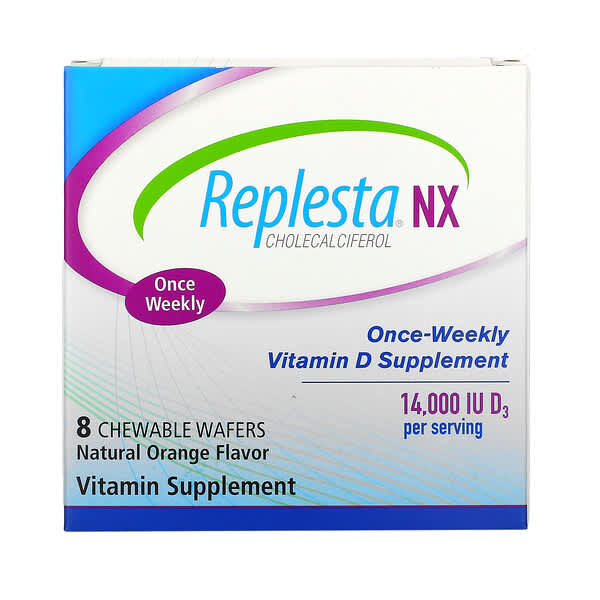 Replesta® NX
CHOLECALCIFEROL
Once
Weekly
Once-Weekly
Vitamin D Supplement
14,000 IU D₃
per serving
8 CHEWABLE WAFERS
Natural Orange Flavor
Vitamin Supplement